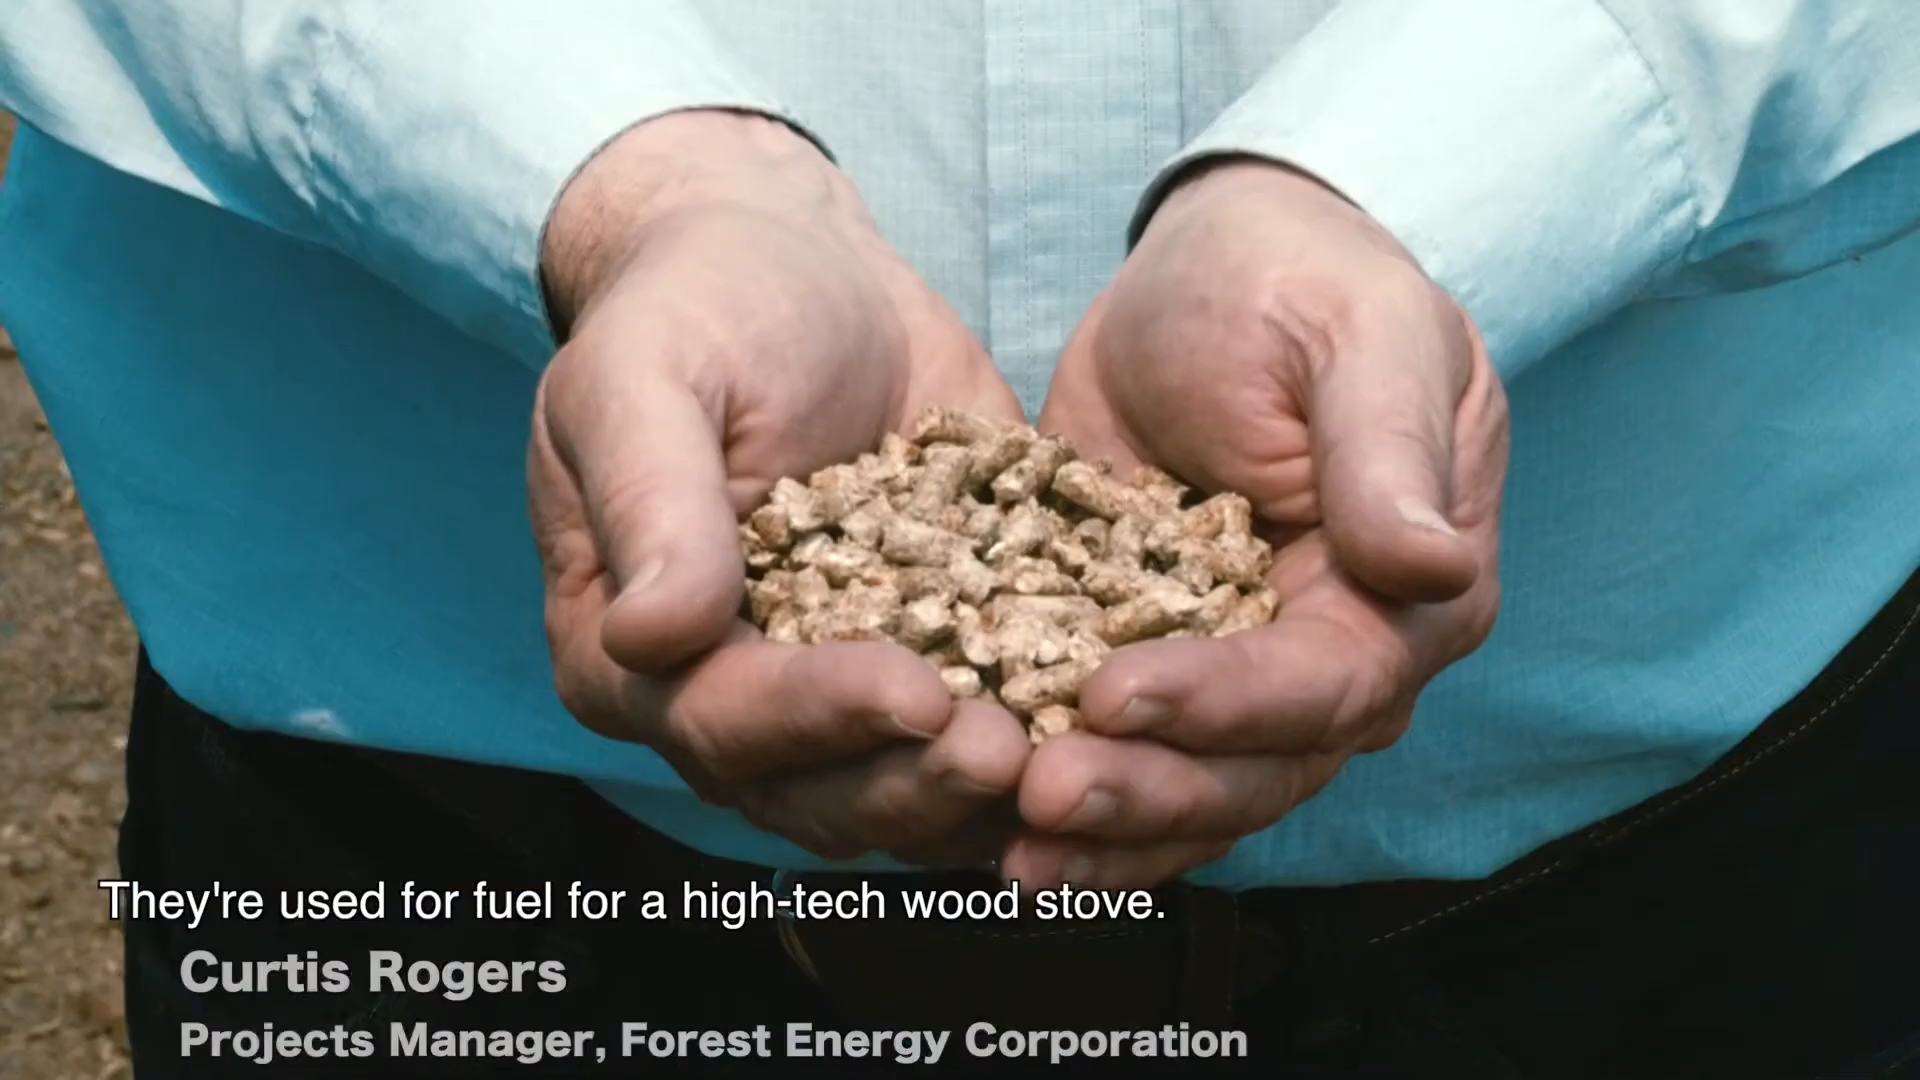 They're used for fuel for a high-tech wood stove.
Curtis Rogers
Projects Manager, Forest Energy Corporation